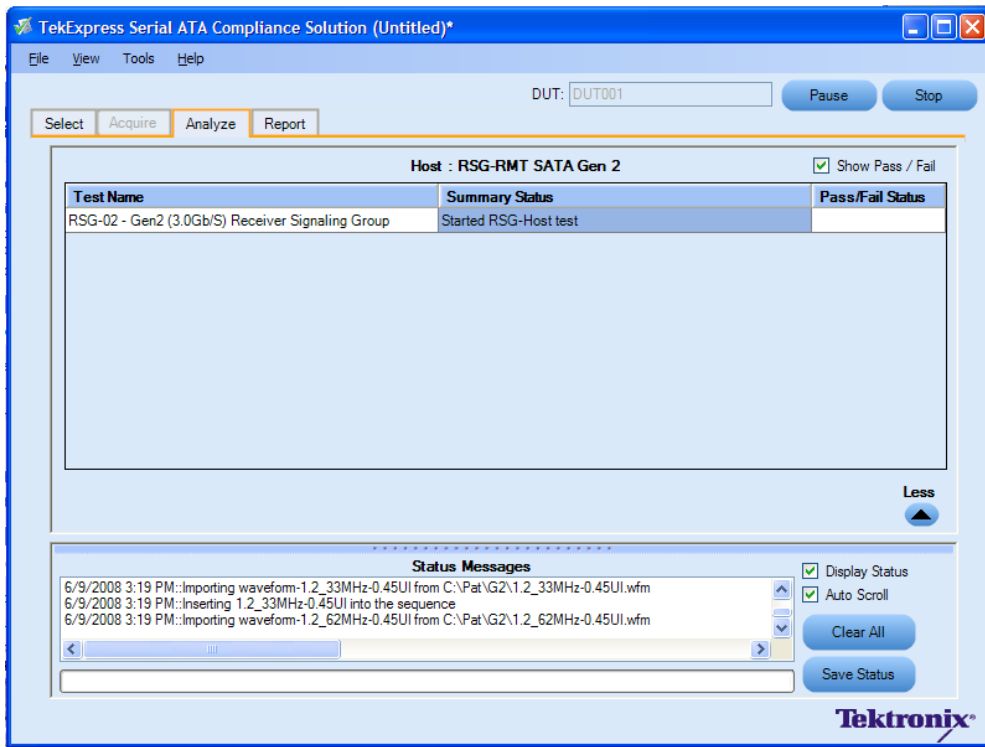 TekExpress Serial ATA Compliance Solution (Untitled)*
File View Tools Help
DUT: DUT001 Pause Stop
Select Acquire Analyze Report
Host : RSG-RMT SATA Gen 2 Show Pass / Fail
Test Name Summary Status Pass/Fail Status
RSG-02 - Gen2 (3.0Gb/S) Receiver Signaling Group Started RSG-Host test
Less
Status Messages
Display Status
6/9/2008 3:19 PM::Importing waveform-1.2_33MHz-0.45UI from C:\Pat\G2\1.2_33MHz-0.45UI.wfm
6/9/2008 3:19 PM::Inserting 1.2_33MHz-0.45UI into the sequence
Auto Scroll
6/9/2008 3:19 PM::Importing waveform-1.2_62MHz-0.45UI from C:\Pat\G2\1.2_62MHz-0.45UI.wfm
Clear All
Save Status
Tektronix